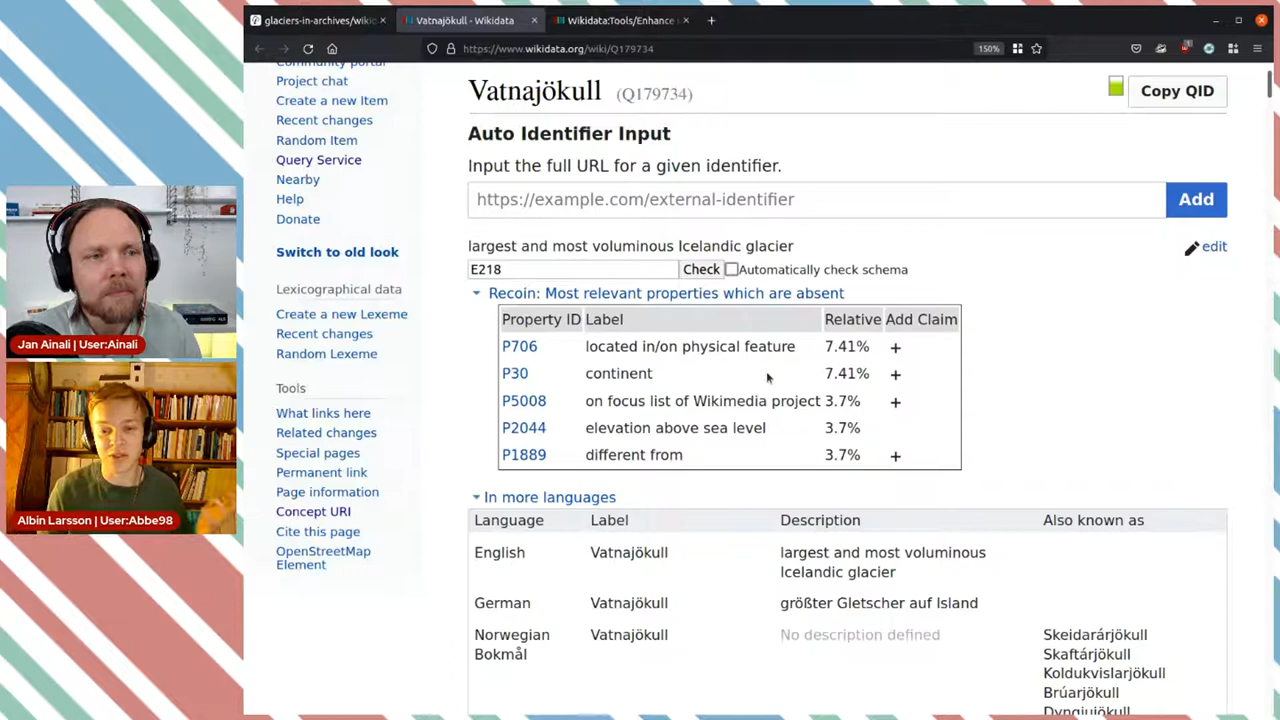 glaciers-in-archives/wikic
Vatnajökull - Wikidata
Wikidata:Tools/Enhance u
https://www.wikidata.org/wiki/Q179734
150%
Community portal
Project chat
Create a new Item
Recent changes
Random Item
Query Service
Nearby
Help
Donate
Switch to old look
Lexicographical data
Create a new Lexeme
Recent changes
Random Lexeme
Tools
What links here
Related changes
Special pages
Permanent link
Page information
Concept URI
Cite this page
OpenStreetMap
Element
Vatnajökull (Q179734)
Copy QID
Auto Identifier Input
Input the full URL for a given identifier.
https://example.com/external-identifier
Add
largest and most voluminous Icelandic glacier
edit
E218 Check Automatically check schema
Recoin: Most relevant properties which are absent
Property ID Label Relative Add Claim
P706 located in/on physical feature 7.41% +
P30 continent 7.41% +
P5008 on focus list of Wikimedia project 3.7% +
P2044 elevation above sea level 3.7%
P1889 different from 3.7% +
In more languages
Language Label Description Also known as
English Vatnajökull largest and most voluminous
Icelandic glacier
German Vatnajökull größter Gletscher auf Island
Norwegian Vatnajökull No description defined Skeidarárjökull
Bokmål Skaftárjökull
Koldukvislarjökull
Brúarjökull
Dyngjujökull
Jan Ainali | User:Ainali
Albin Larsson | User:Abbe98